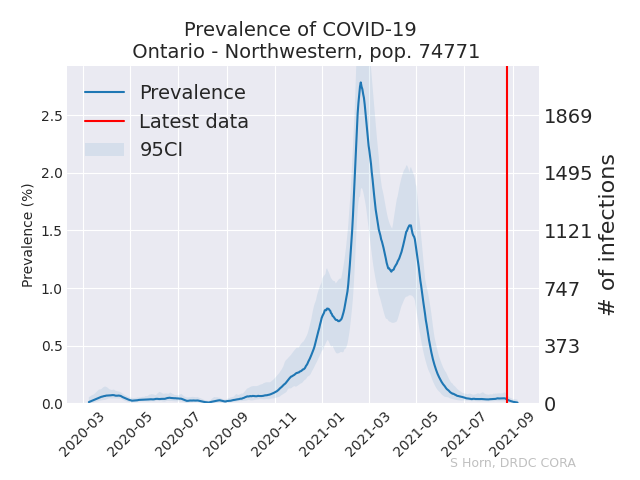 Prevalence of COVID-19
Ontario - Northwestern, pop. 74771
Prevalence
Latest data
95CI
Prevalence (%)
2.5
2.0
1.5
1.0
0.5
0.0
1869
1495
1121
747
373
0
# of infections
2020-03
2020-05
2020-07
2020-09
2020-11
2021-01
2021-03
2021-05
2021-07
2021-09
S Horn, DRDC CORA